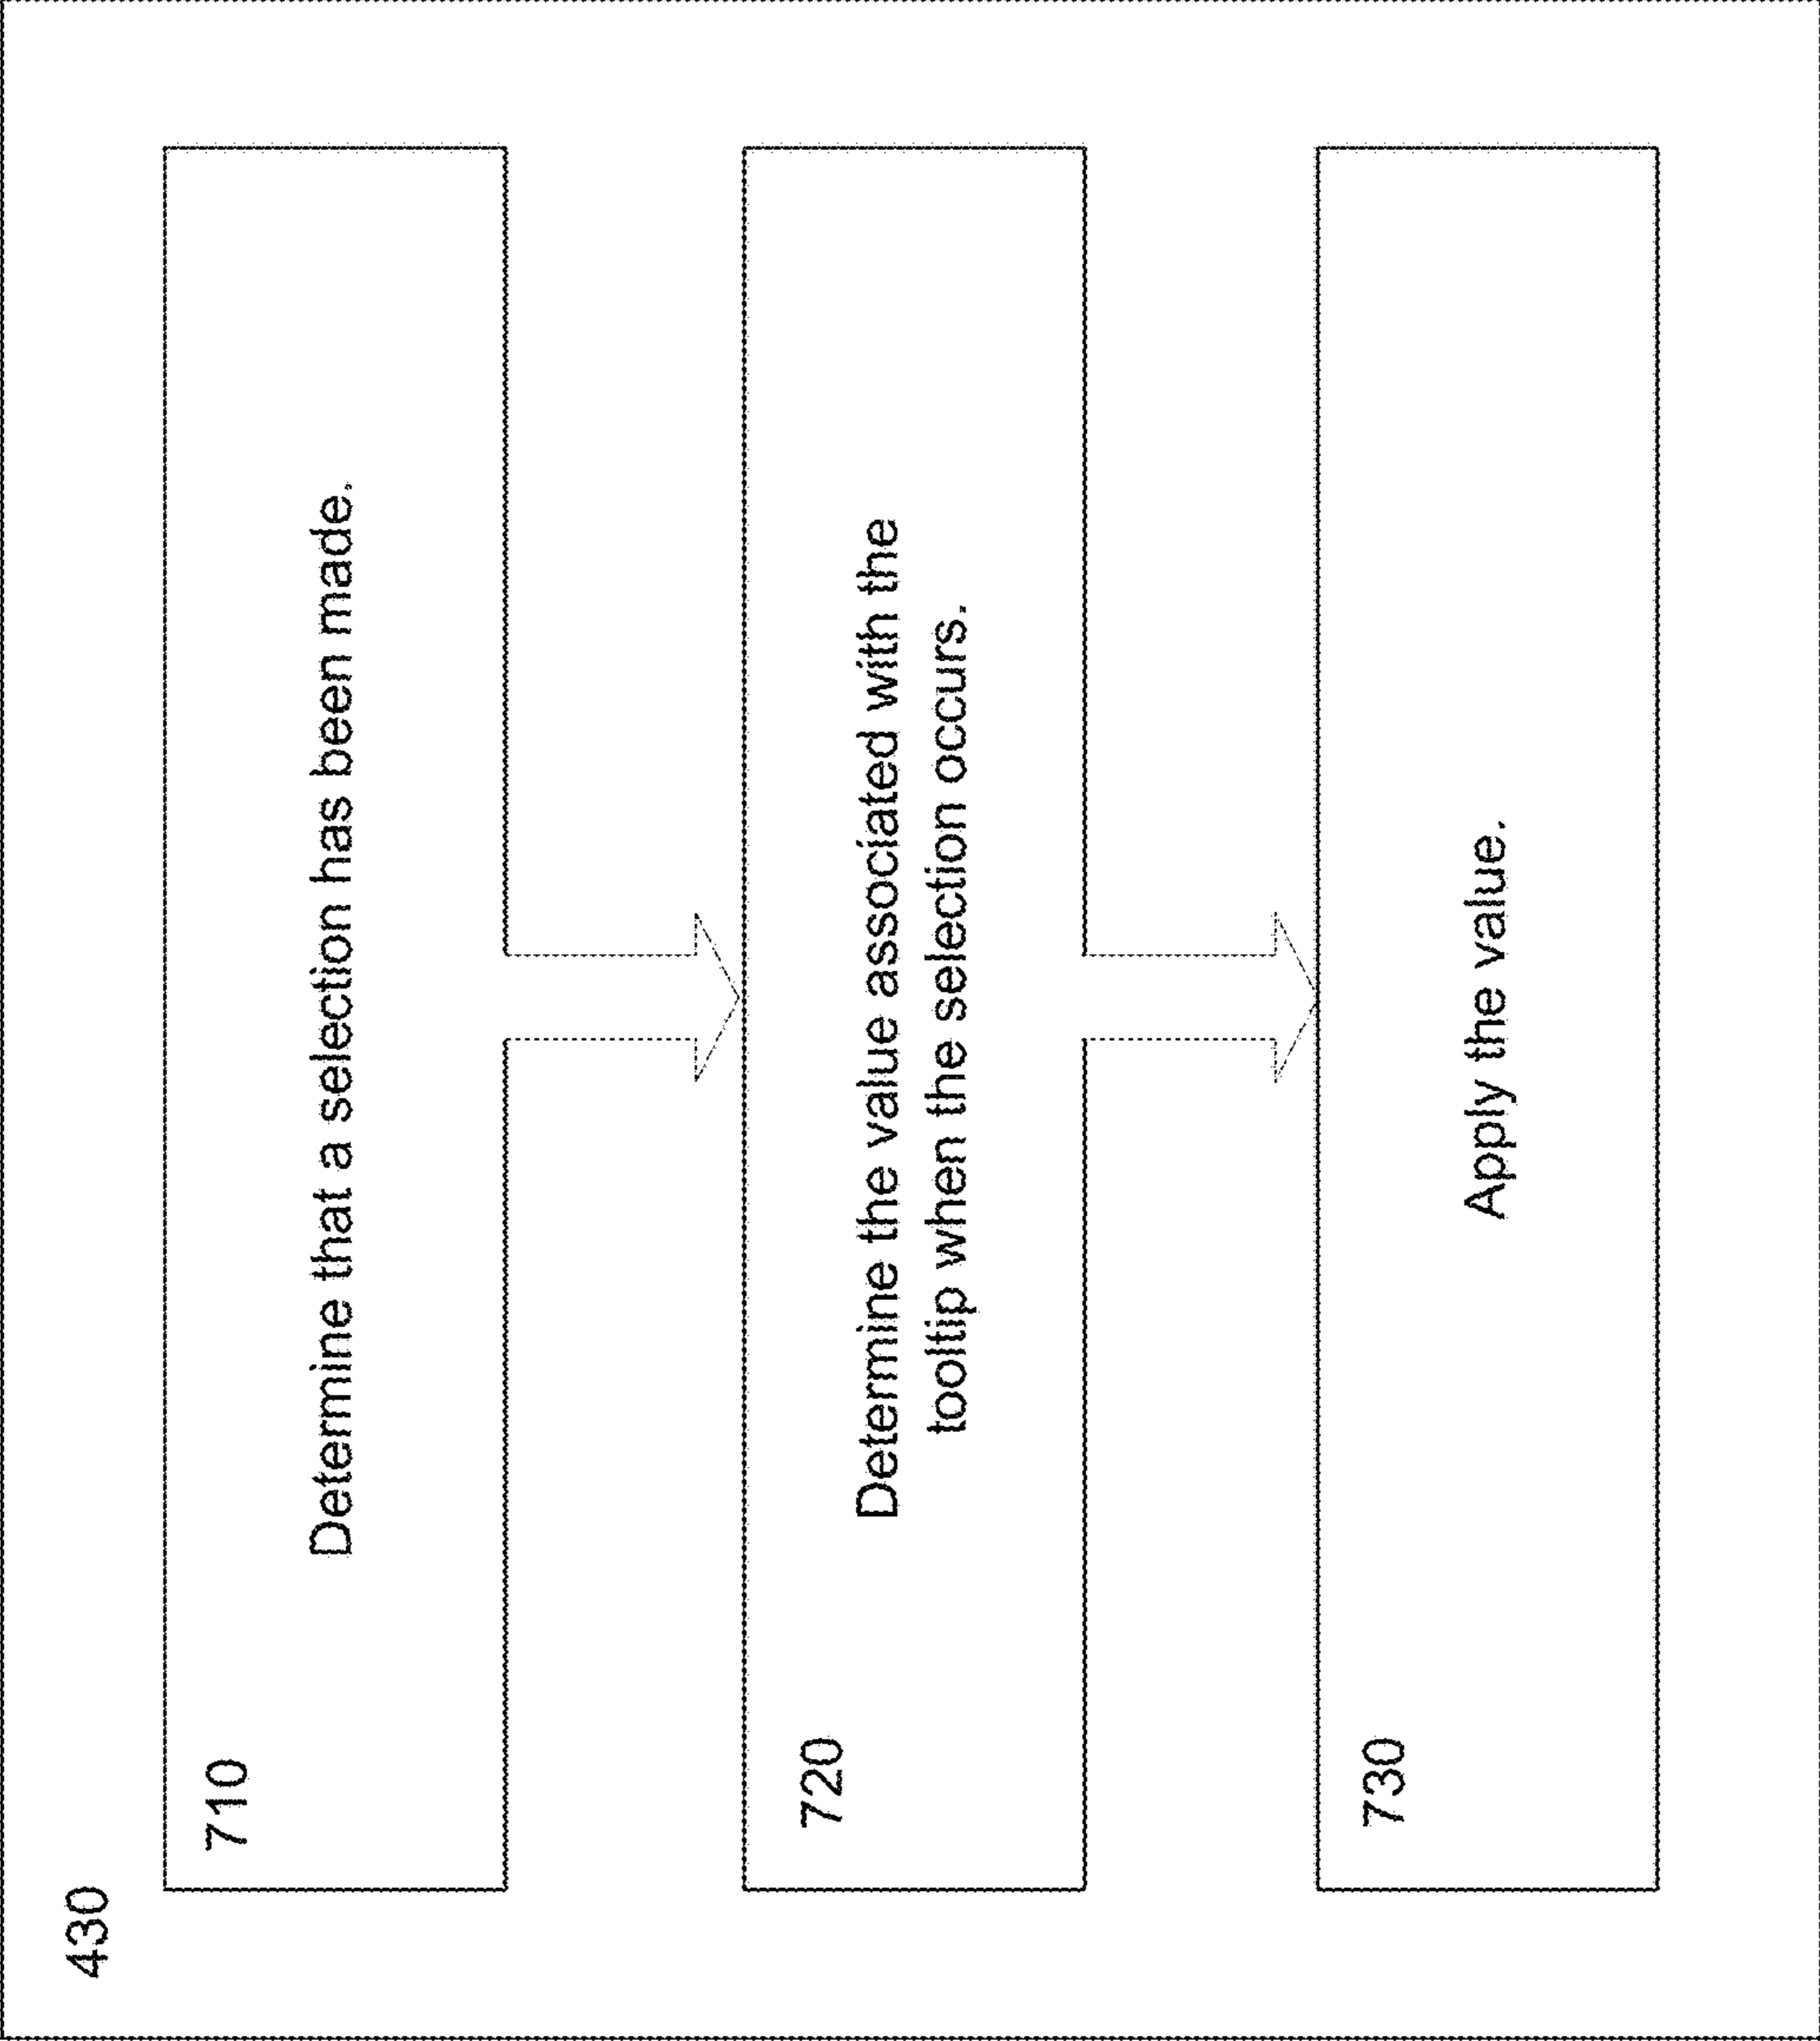 430
710
Determine that a selection has been made.
720
Determine the value associated with the
tooltip when the selection occurs.
730
Apply the value.